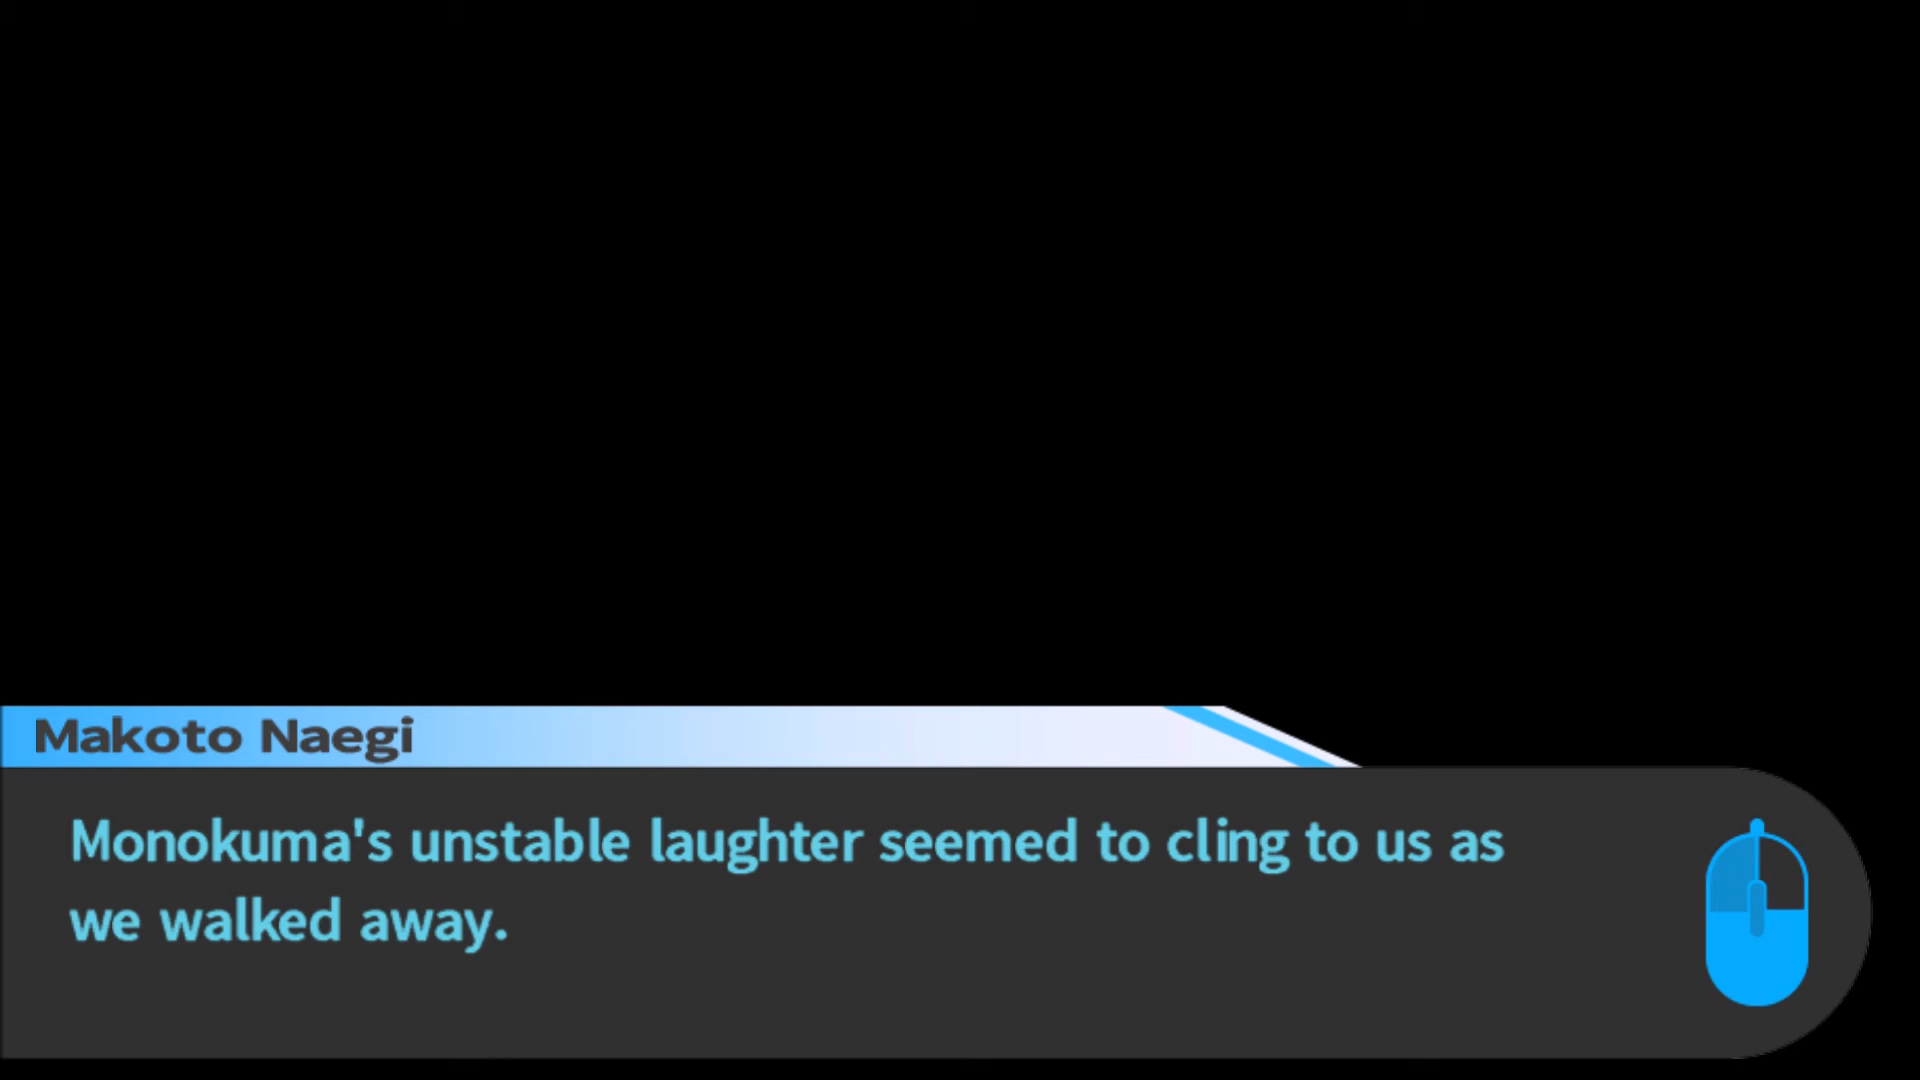 Makoto Naegi
Monokuma's unstable laughter seemed to cling to us as
we walked away.